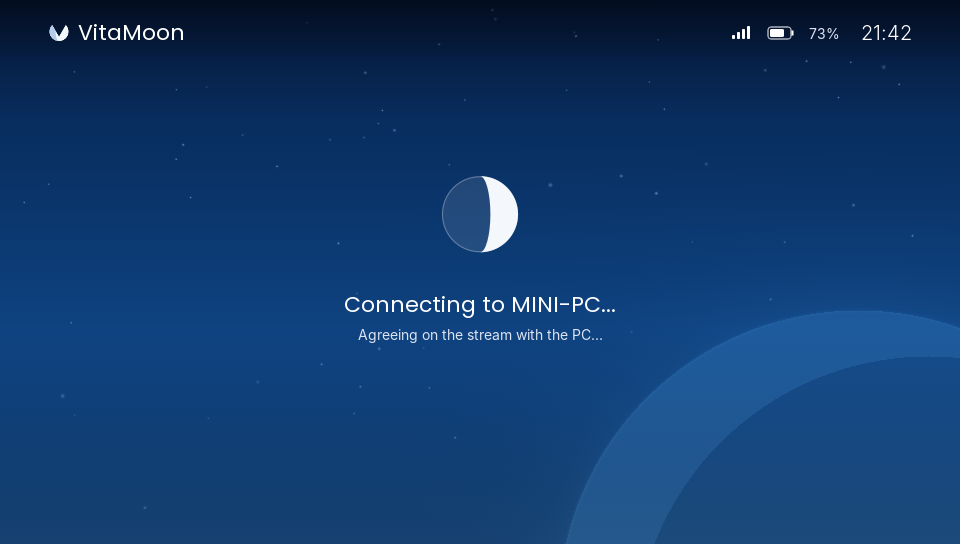 VitaMoon
73%
21:42
Connecting to MINI-PC...
Agreeing on the stream with the PC...